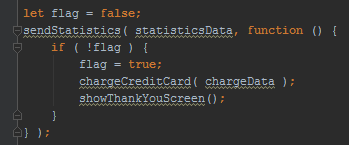 let flag = false;
sendStatistics( statisticsData, function () {
    if ( !flag ) {
        flag = true;
        chargeCreditCard( chargeData );
        showThankYouScreen();
    }
} );